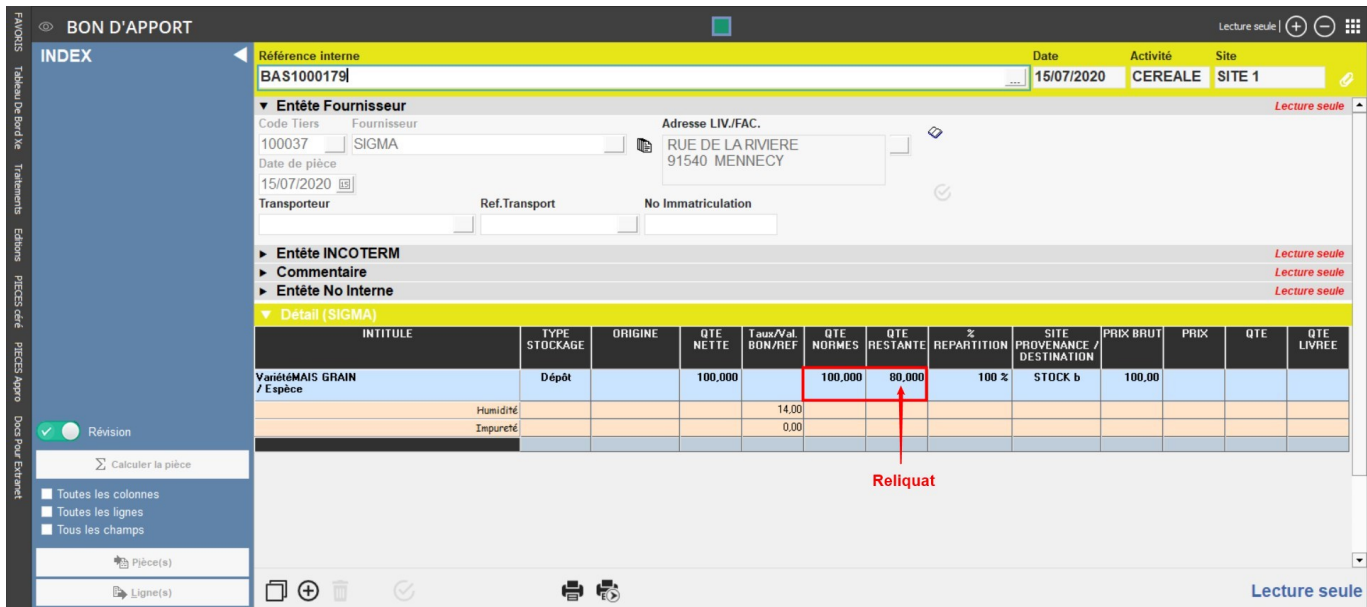 FAVORIS
Tableau De Bord Xe
Traitements
Editions
PIECES céré
PIECES Appro
Docs Pour Extranet
BON D'APPORT
Lecture seule |
INDEX
Référence interne
Date
Activité
Site
BAS1000179
...
15/07/2020
CEREALE
SITE 1
▼ Entête Fournisseur
Lecture seule
Code Tiers
Fournisseur
Adresse LIV./FAC.
100037
SIGMA
RUE DE LA RIVIERE
91540 MENNECY
Date de pièce
15/07/2020
15
Transporteur
Ref.Transport
No Immatriculation
► Entête INCOTERM
Lecture seule
► Commentaire
Lecture seule
► Entête No Interne
Lecture seule
▼ Détail (SIGMA)
INTITULE
TYPE STOCKAGE
ORIGINE
QTE NETTE
Taux/Val. BON/REF
QTE NORMES
QTE RESTANTE
% REPARTITION
SITE PROVENANCE / DESTINATION
PRIX BRUT
PRIX
QTE
QTE LIVREE
VariétéMAIS GRAIN
/ Espèce
Dépôt
100,000
100,000
80,000
100 %
STOCK b
100,00
Humidité
14,00
Impureté
0,00
Reliquat
Révision
Σ Calculer la pièce
Toutes les colonnes
Toutes les lignes
Tous les champs
Pièce(s)
Ligne(s)
Lecture seule